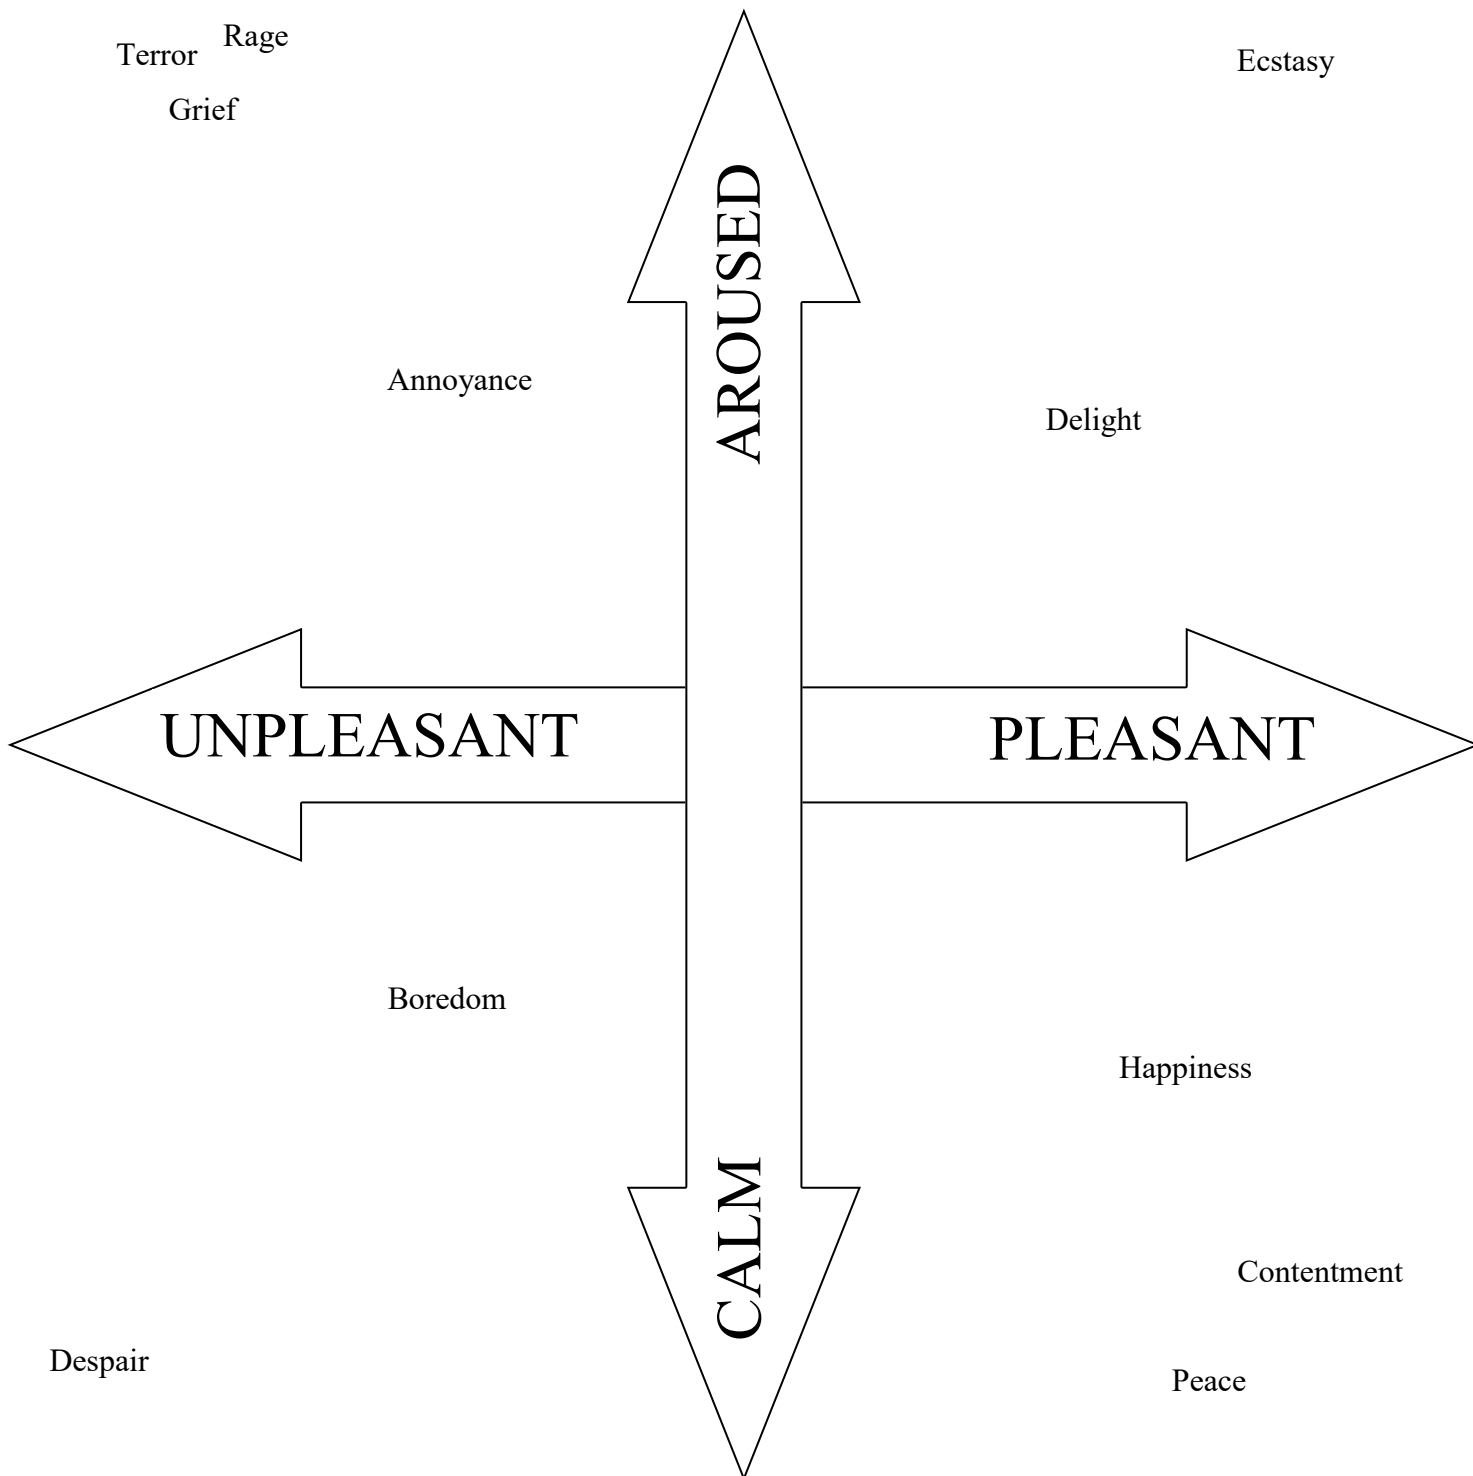 Rage
Terror
Ecstasy
Grief
AROUSED
Annoyance
Delight
UNPLEASANT
PLEASANT
Boredom
Happiness
CALM
Contentment
Despair
Peace